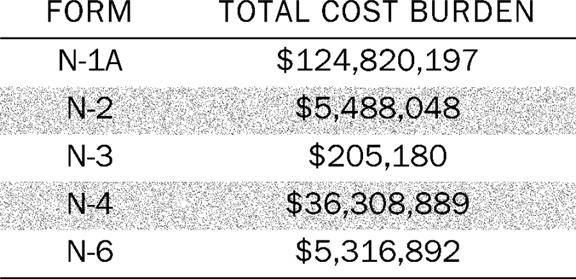 FORM TOTAL COST BURDEN
N-1A $124,820,197
N-2 $5,488,048
N-3 $205,180
N-4 $36,308,889
N-6 $5,316,892